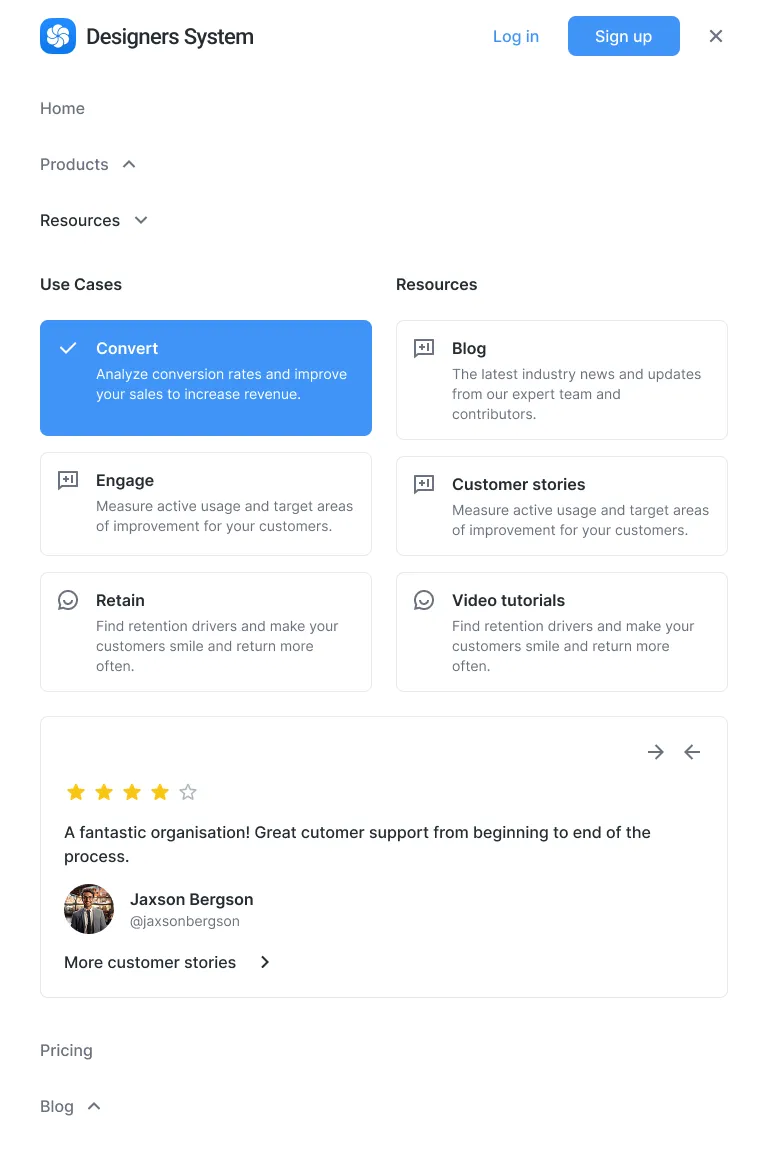 Designers System
Log in
Sign up
Home
Products
Resources
Use Cases
Convert
Analyze conversion rates and improve
your sales to increase revenue.
Engage
Measure active usage and target areas
of improvement for your customers.
Retain
Find retention drivers and make your
customers smile and return more
often.
Resources
Blog
The latest industry news and updates
from our expert team and
contributors.
Customer stories
Measure active usage and target areas
of improvement for your customers.
Video tutorials
Find retention drivers and make your
customers smile and return more
often.
A fantastic organisation! Great cutomer support from beginning to end of the
process.
Jaxson Bergson
@jaxsonbergson
More customer stories
Pricing
Blog